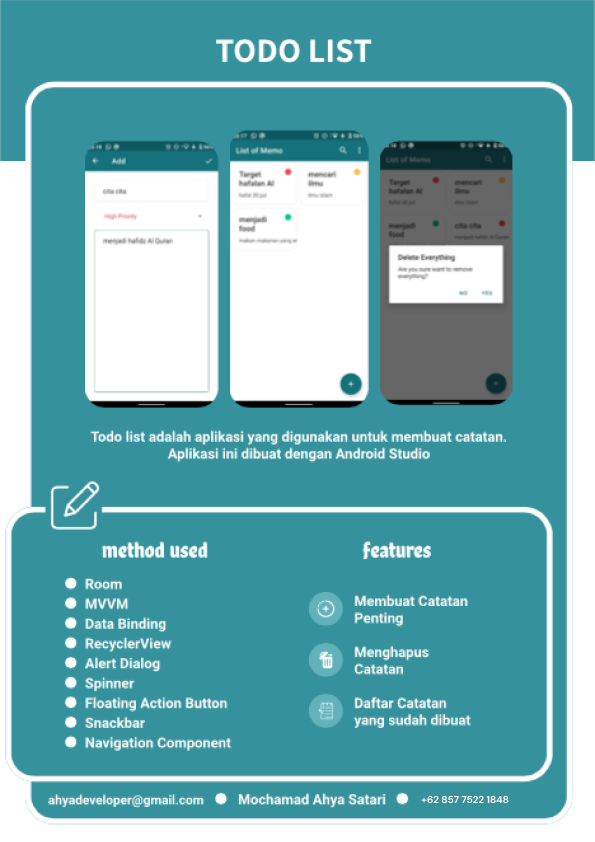 TODO LIST
Add
cita cita
High Priority
menjadi hafidz Al Quran
List of Memo
Target
hafalan Al
hafal 30 juz
mencari
ilmu
ilmu islam
menjadi
food
makan makanan yang
+
List of Memo
Target
hafalan Al
hafal 30 juz
mencari
ilmu
ilmu islam
menjadi
food
cita cita
menjadi hafidz Al Quran
Delete Everything
Are you sure want to remove
everything?
NO YES
+
Todo list adalah aplikasi yang digunakan untuk membuat catatan.
Aplikasi ini dibuat dengan Android Studio
method used
Room
MVVM
Data Binding
RecyclerView
Alert Dialog
Spinner
Floating Action Button
Snackbar
Navigation Component
features
Membuat Catatan
Penting
Menghapus
Catatan
Daftar Catatan
yang sudah dibuat
ahyadeveloper@gmail.com Mochamad Ahya Satari +62 857 7522 1848